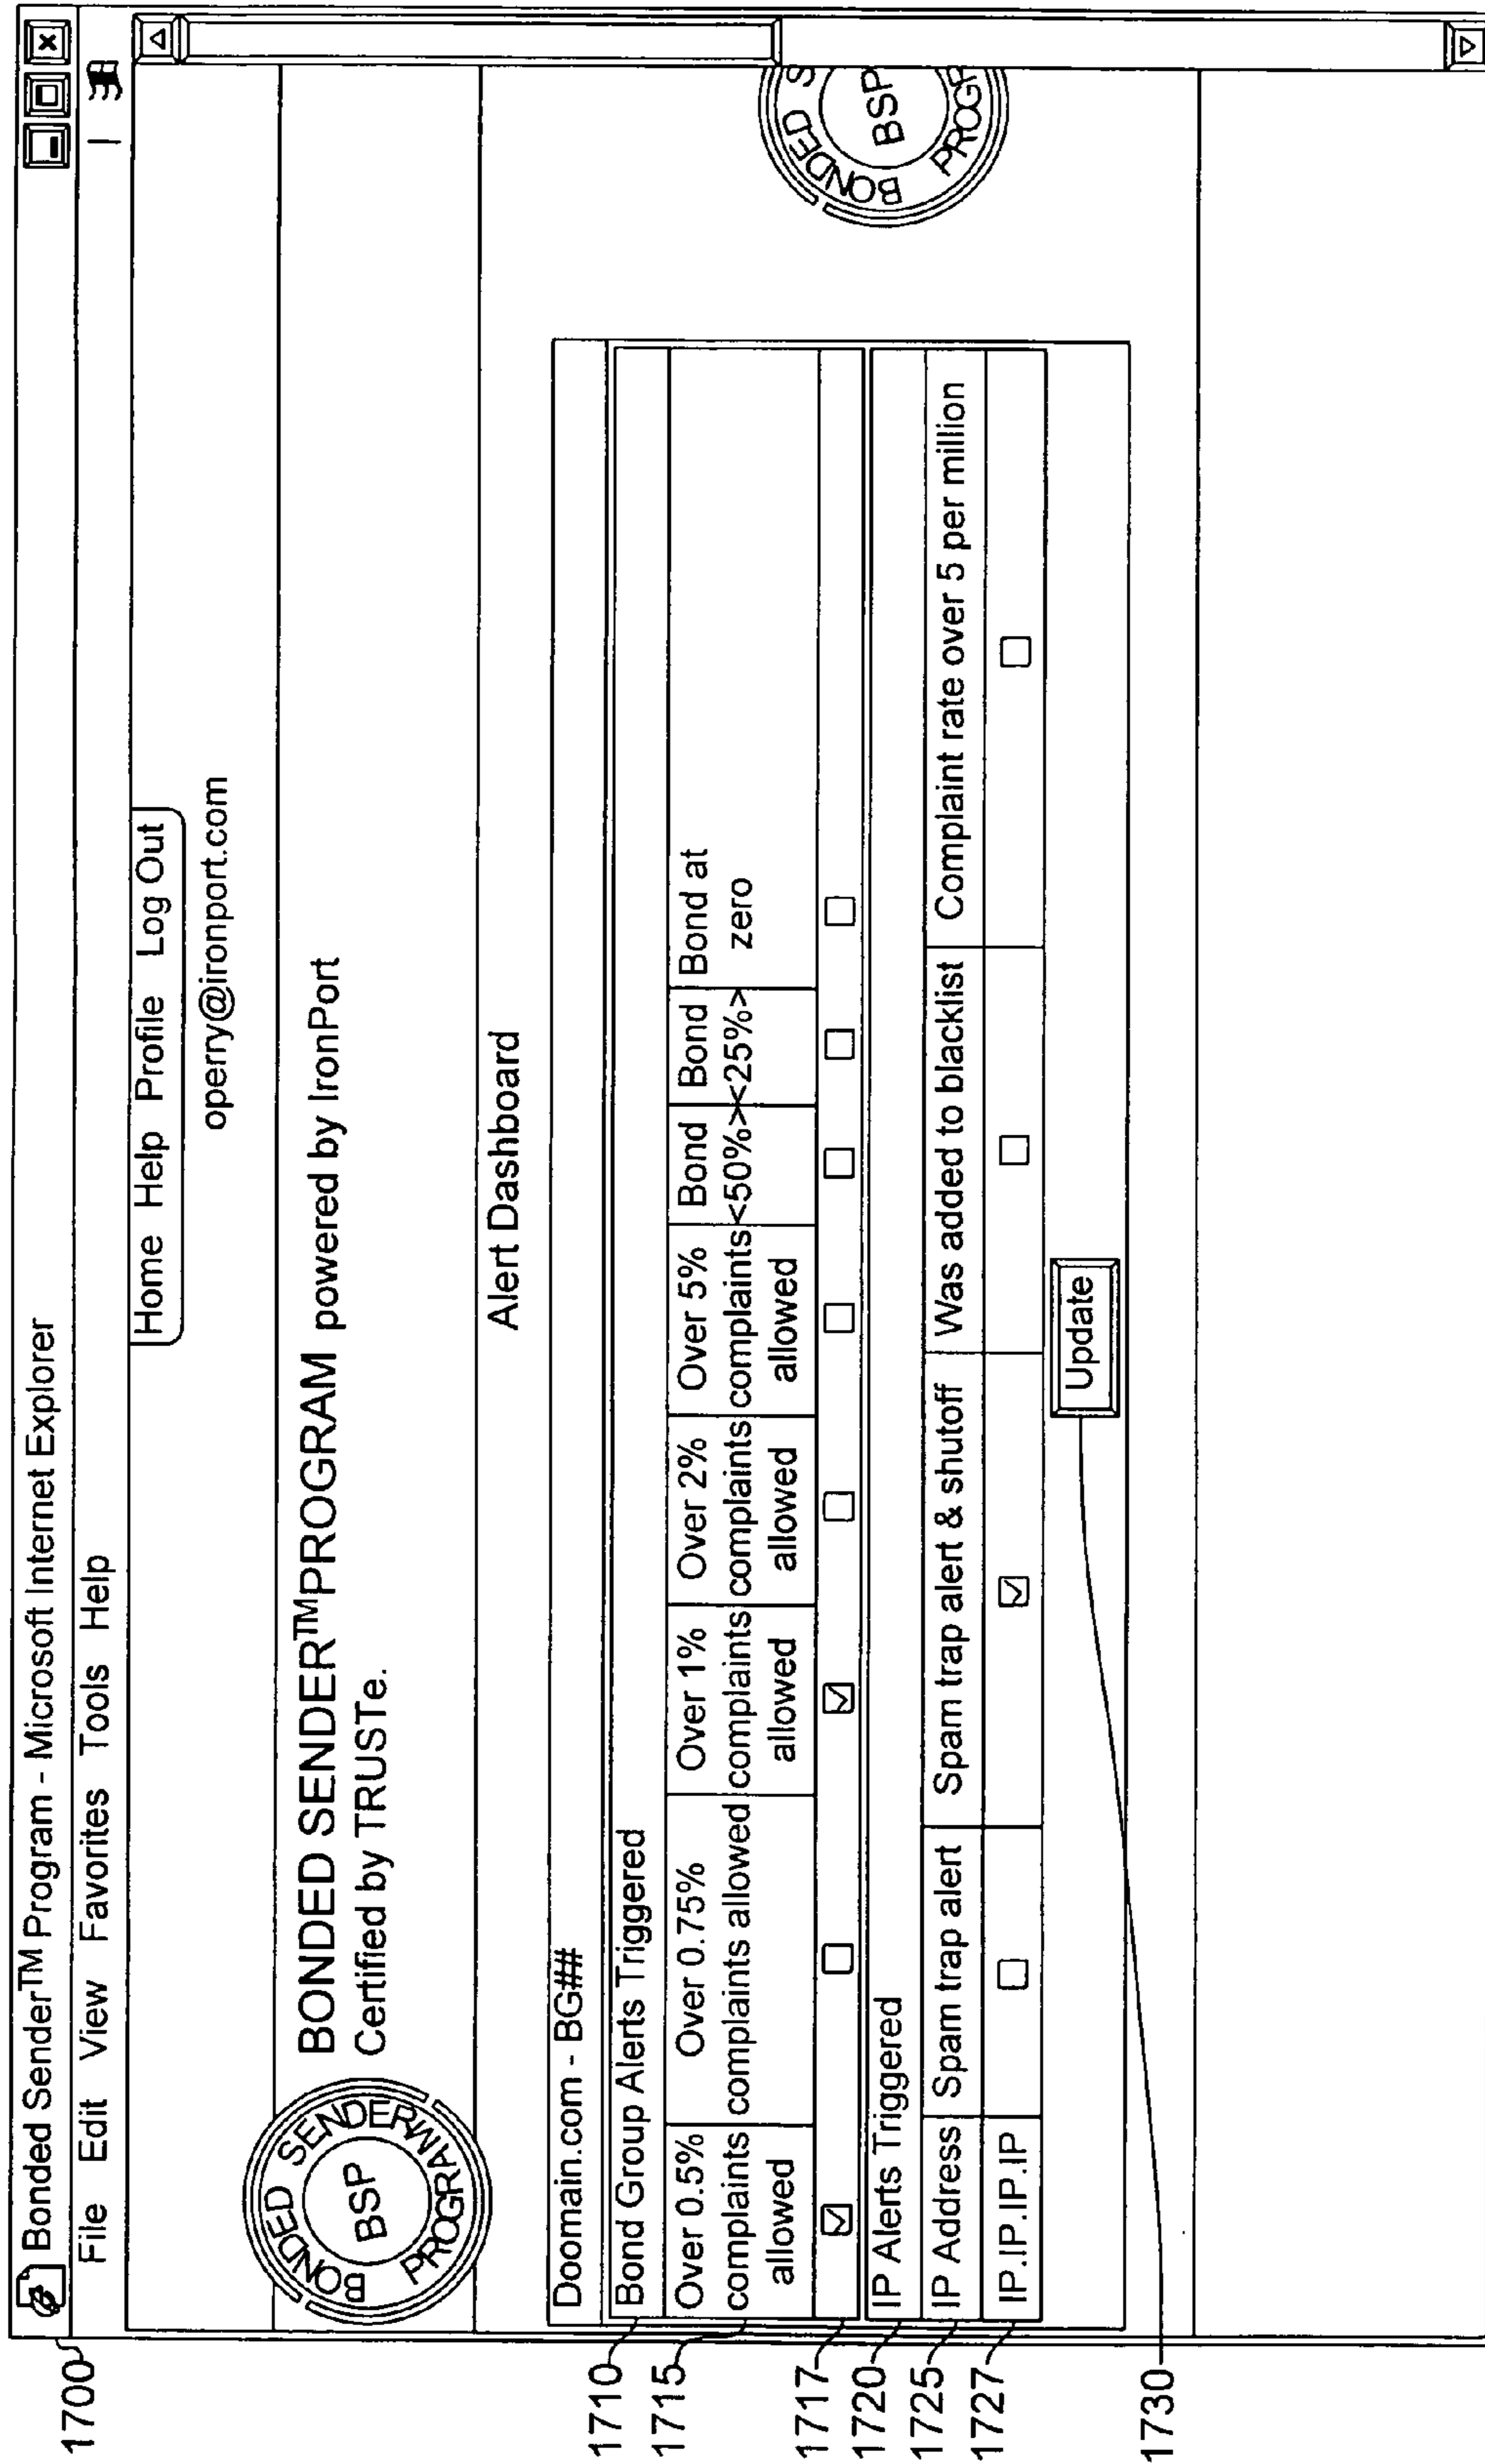 Bonded Sender™ Program - Microsoft Internet Explorer
File Edit View Favorites Tools Help
Home Help Profile Log Out
operry@ironport.com
BONDED SENDER™PROGRAM powered by IronPort
Certified by TRUSTe.
BONDED SENDER PROGRAM
BSP
Alert Dashboard
Doomain.com - BG##
Bond Group Alerts Triggered
Over 0.5% complaints allowed
Over 0.75% complaints allowed
Over 1% complaints allowed
Over 2% complaints allowed
Over 5% complaints allowed
Bond <50%>
Bond <25%>
Bond at zero
IP Alerts Triggered
IP Address Spam trap alert Spam trap alert & shutoff Was added to blacklist Complaint rate over 5 per million
IP.IP.IP.IP
Update
BONDED S
BSP
PROGR
1700
1710
1715
1717
1720
1725
1727
1730